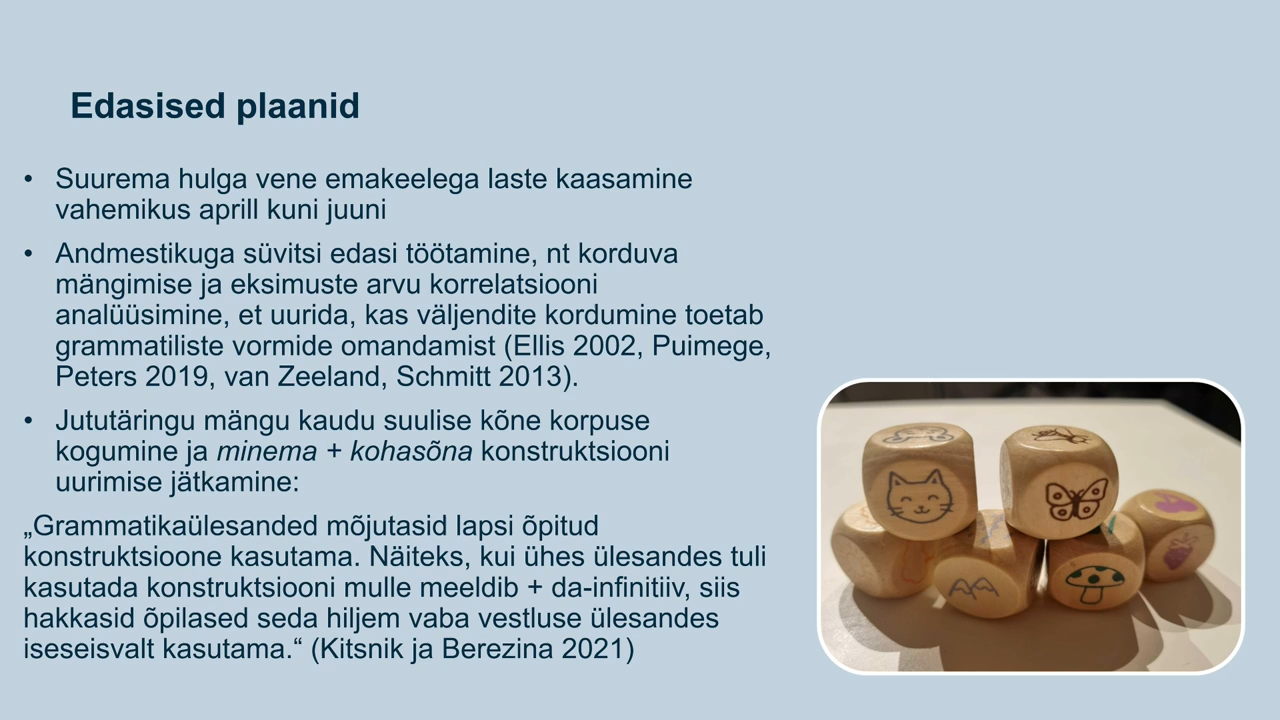 Edasised plaanid
• Suurema hulga vene emakeelega laste kaasamine
vahemikus aprill kuni juuni
• Andmestikuga süvitsi edasi töötamine, nt korduva
mängimise ja eksimuste arvu korrelatsiooni
analüüsimine, et uurida, kas väljendite kordumine toetab
grammatiliste vormide omandamist (Ellis 2002, Puimege,
Peters 2019, van Zeeland, Schmitt 2013).
• Jututäringu mängu kaudu suulise kõne korpuse
kogumine ja minema + kohasõna konstruktsiooni
uurimise jätkamine:
„Grammatikaülesanded mõjutasid lapsi õpitud
konstruktsioone kasutama. Näiteks, kui ühes ülesandes tuli
kasutada konstruktsiooni mulle meeldib + da-infinitiiv, siis
hakkasid õpilased seda hiljem vaba vestluse ülesandes
iseseisvalt kasutama.“ (Kitsnik ja Berezina 2021)